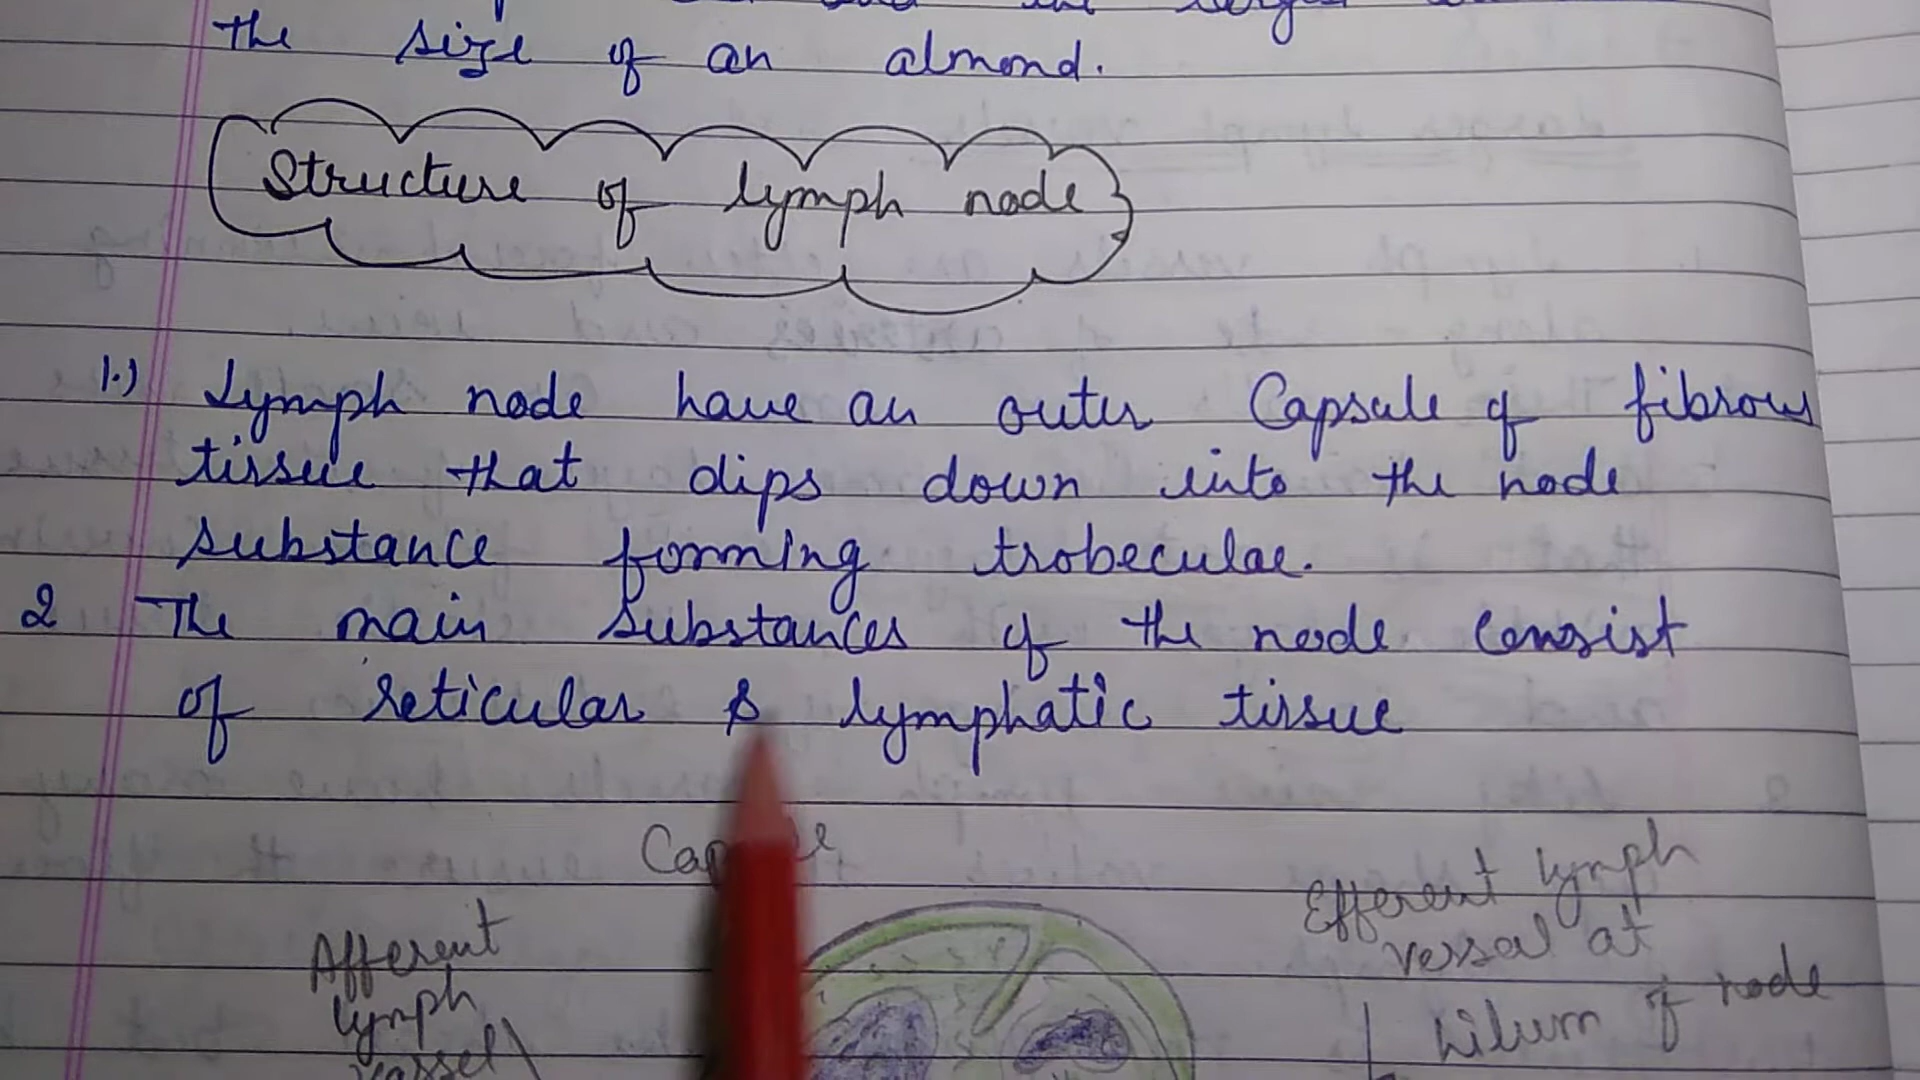 the size of an almond.
Structure of lymph node
1.) Lymph node have an outer Capsule of fibrous
tissue that dips down into the node
substance forming trobeculae.
2 The main substances of the node consist
of reticular & lymphatic tissue
Efferent lymph
versal at
hilum of node
Afferent
lymph
vassel